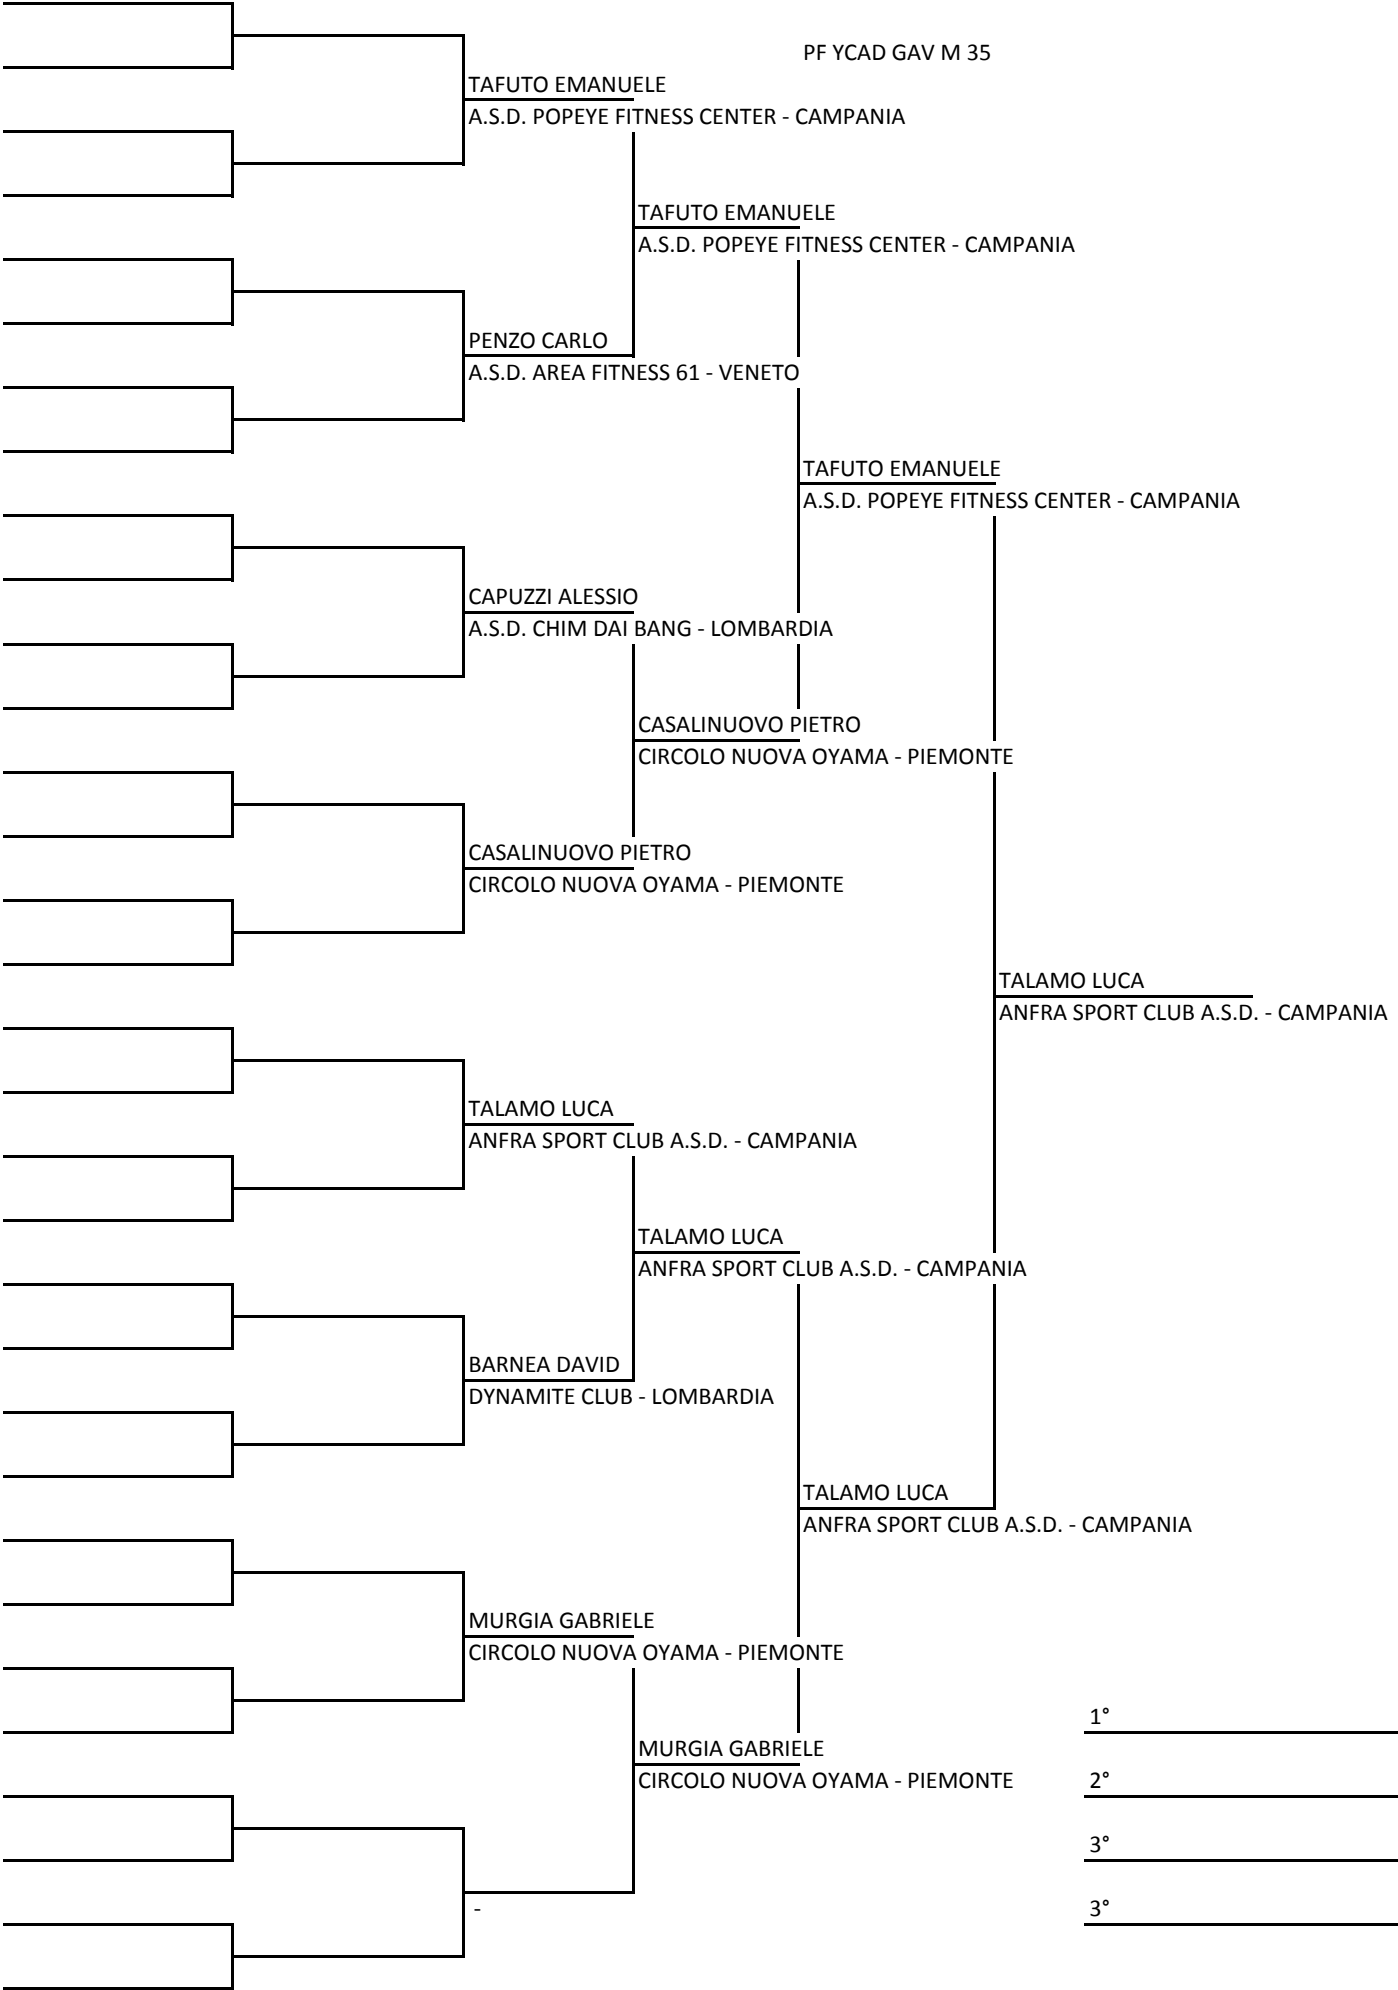 PF YCAD GAV M 35
TAFUTO EMANUELE
A.S.D. POPEYE FITNESS CENTER - CAMPANIA
TAFUTO EMANUELE
A.S.D. POPEYE FITNESS CENTER - CAMPANIA
PENZO CARLO
A.S.D. AREA FITNESS 61 - VENETO
TAFUTO EMANUELE
A.S.D. POPEYE FITNESS CENTER - CAMPANIA
CAPUZZI ALESSIO
A.S.D. CHIM DAI BANG - LOMBARDIA
CASALINUOVO PIETRO
CIRCOLO NUOVA OYAMA - PIEMONTE
CASALINUOVO PIETRO
CIRCOLO NUOVA OYAMA - PIEMONTE
TALAMO LUCA
ANFRA SPORT CLUB A.S.D. - CAMPANIA
TALAMO LUCA
ANFRA SPORT CLUB A.S.D. - CAMPANIA
TALAMO LUCA
ANFRA SPORT CLUB A.S.D. - CAMPANIA
BARNEA DAVID
DYNAMITE CLUB - LOMBARDIA
TALAMO LUCA
ANFRA SPORT CLUB A.S.D. - CAMPANIA
MURGIA GABRIELE
CIRCOLO NUOVA OYAMA - PIEMONTE
1°
MURGIA GABRIELE
CIRCOLO NUOVA OYAMA - PIEMONTE
2°
3°
-
3°